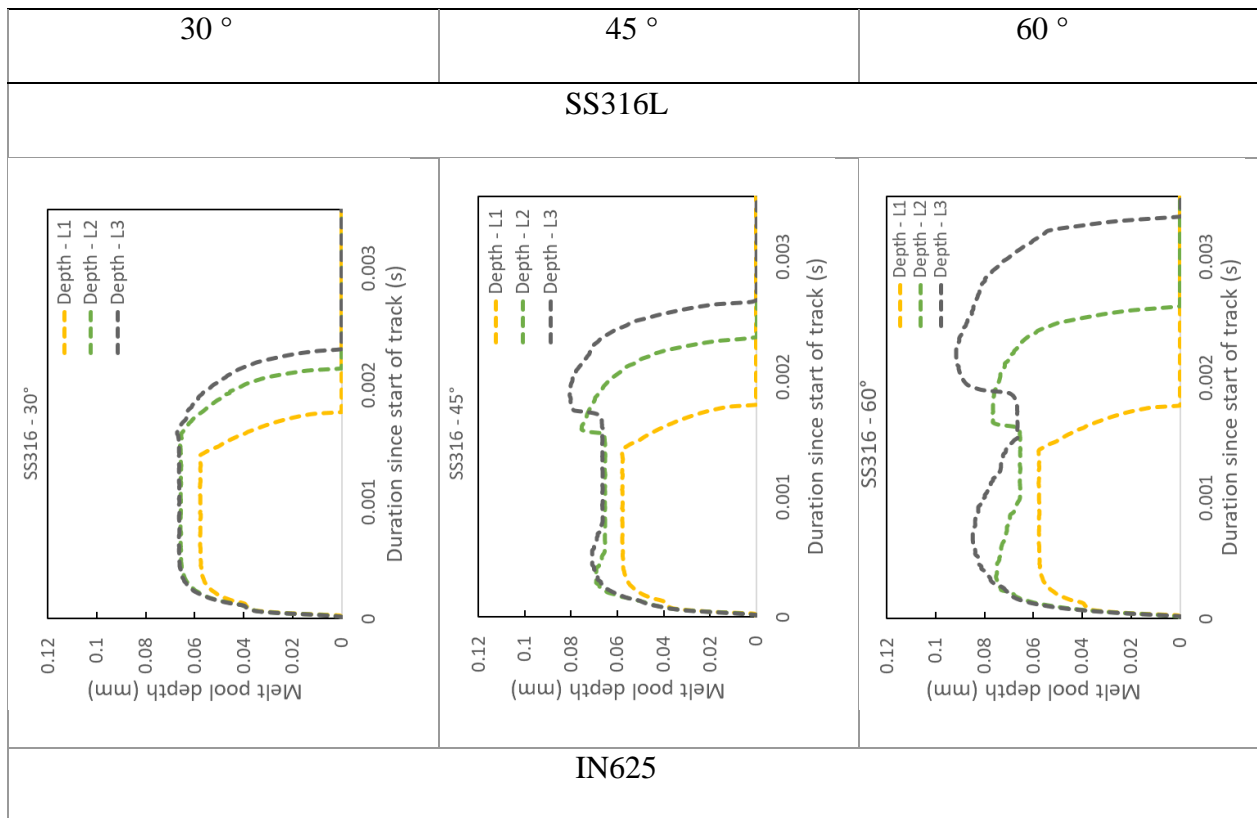 30 °
45 °
60 °
SS316L
SS316 - 30°
Depth - L1
Depth - L2
Depth - L3
Melt pool depth (mm)
0.12
0.1
0.08
0.06
0.04
0.02
0
0
0.001
0.002
0.003
Duration since start of track (s)
SS316 - 45°
Depth - L1
Depth - L2
Depth - L3
Melt pool depth (mm)
0.12
0.1
0.08
0.06
0.04
0.02
0
0
0.001
0.002
0.003
Duration since start of track (s)
SS316 - 60°
Depth - L1
Depth - L2
Depth - L3
Melt pool depth (mm)
0.12
0.1
0.08
0.06
0.04
0.02
0
0
0.001
0.002
0.003
Duration since start of track (s)
IN625